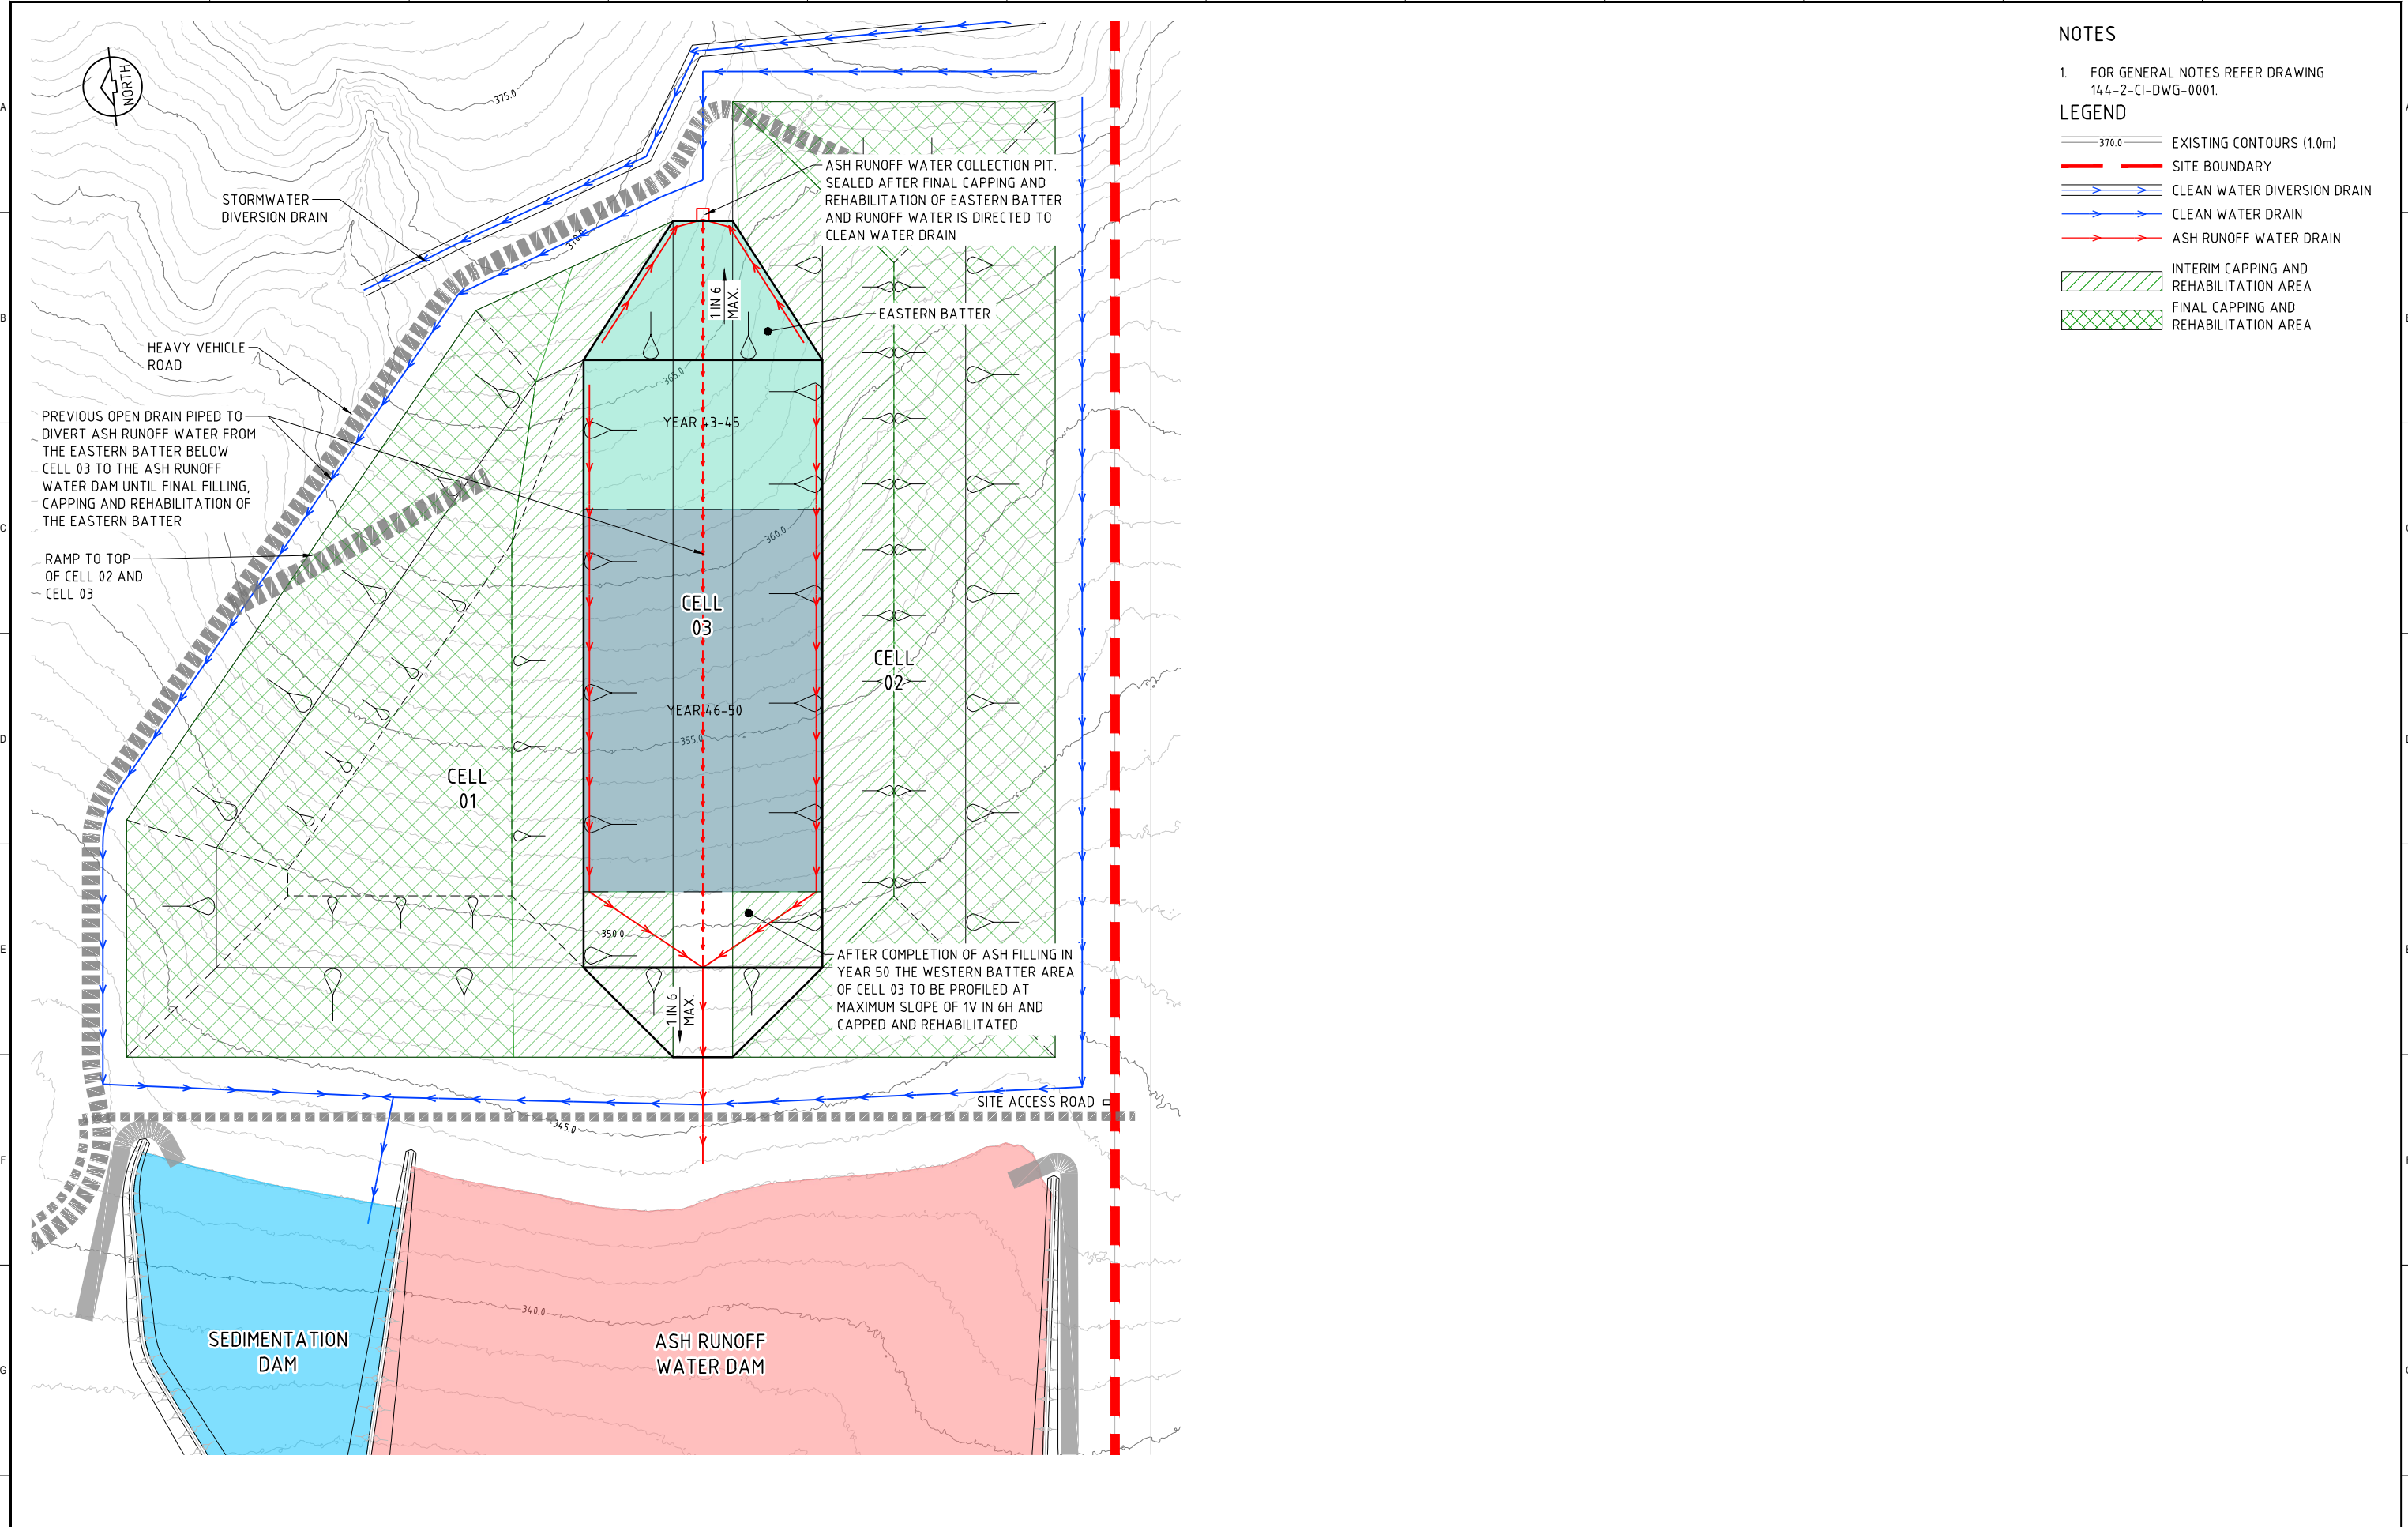 NORTH
375.0
STORMWATER
DIVERSION DRAIN
370.0
ASH RUNOFF WATER COLLECTION PIT.
SEALED AFTER FINAL CAPPING AND
REHABILITATION OF EASTERN BATTER
AND RUNOFF WATER IS DIRECTED TO
CLEAN WATER DRAIN
1 IN 6
MAX.
EASTERN BATTER
HEAVY VEHICLE
ROAD
365.0
PREVIOUS OPEN DRAIN PIPED TO
DIVERT ASH RUNOFF WATER FROM
THE EASTERN BATTER BELOW
CELL 03 TO THE ASH RUNOFF
WATER DAM UNTIL FINAL FILLING,
CAPPING AND REHABILITATION OF
THE EASTERN BATTER
YEAR 43-45
360.0
RAMP TO TOP
OF CELL 02 AND
CELL 03
CELL
03
CELL
02
YEAR 46-50
355.0
CELL
01
350.0
AFTER COMPLETION OF ASH FILLING IN
YEAR 50 THE WESTERN BATTER AREA
OF CELL 03 TO BE PROFILED AT
MAXIMUM SLOPE OF 1V IN 6H AND
CAPPED AND REHABILITATED
1 IN 6
MAX.
SITE ACCESS ROAD
345.0
340.0
SEDIMENTATION
DAM
ASH RUNOFF
WATER DAM
NOTES
1. FOR GENERAL NOTES REFER DRAWING
144-2-CI-DWG-0001.
LEGEND
370.0 EXISTING CONTOURS (1.0m)
SITE BOUNDARY
CLEAN WATER DIVERSION DRAIN
CLEAN WATER DRAIN
ASH RUNOFF WATER DRAIN
INTERIM CAPPING AND
REHABILITATION AREA
FINAL CAPPING AND
REHABILITATION AREA
A
B
C
D
E
F
G